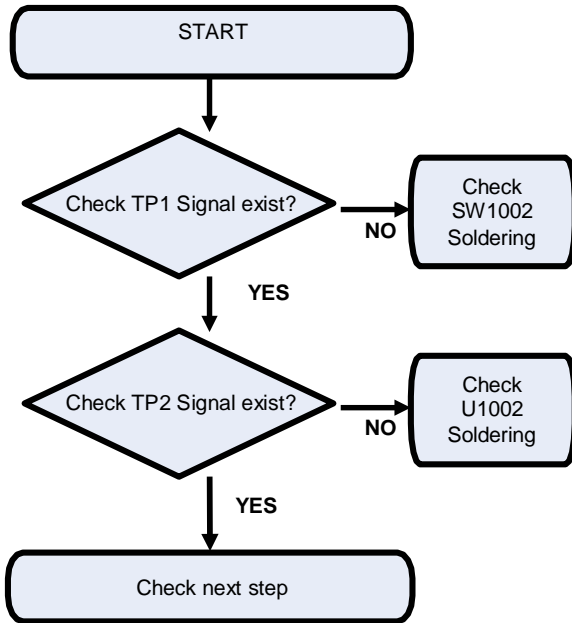 START
Check TP1 Signal exist?
NO
Check
SW1002
Soldering
YES
Check TP2 Signal exist?
NO
Check
U1002
Soldering
YES
Check next step